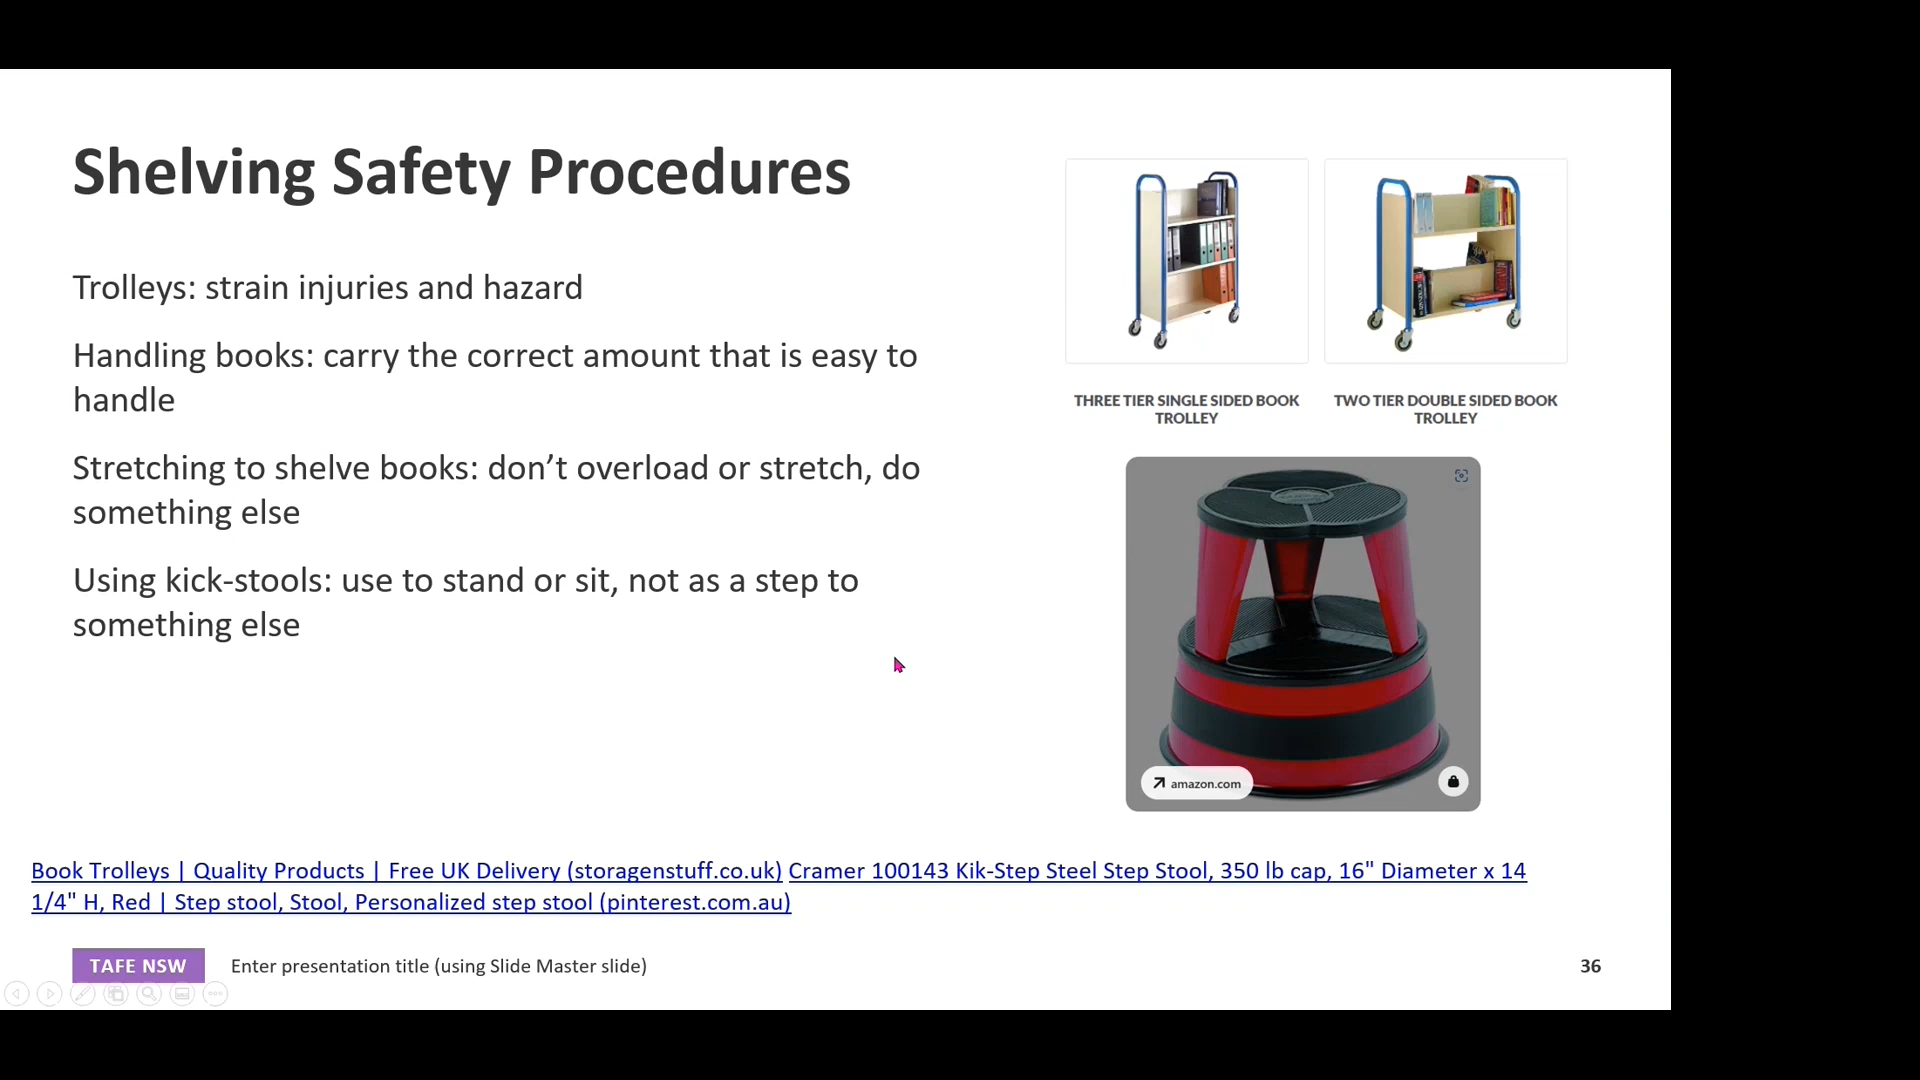 Shelving Safety Procedures
Trolleys: strain injuries and hazard
Handling books: carry the correct amount that is easy to
handle
Stretching to shelve books: don’t overload or stretch, do
something else
Using kick-stools: use to stand or sit, not as a step to
something else
THREE TIER SINGLE SIDED BOOK
TROLLEY
TWO TIER DOUBLE SIDED BOOK
TROLLEY
amazon.com
Book Trolleys | Quality Products | Free UK Delivery (storagenstuff.co.uk) Cramer 100143 Kik-Step Steel Step Stool, 350 lb cap, 16" Diameter x 14
1/4" H, Red | Step stool, Stool, Personalized step stool (pinterest.com.au)
TAFE NSW
Enter presentation title (using Slide Master slide)
36